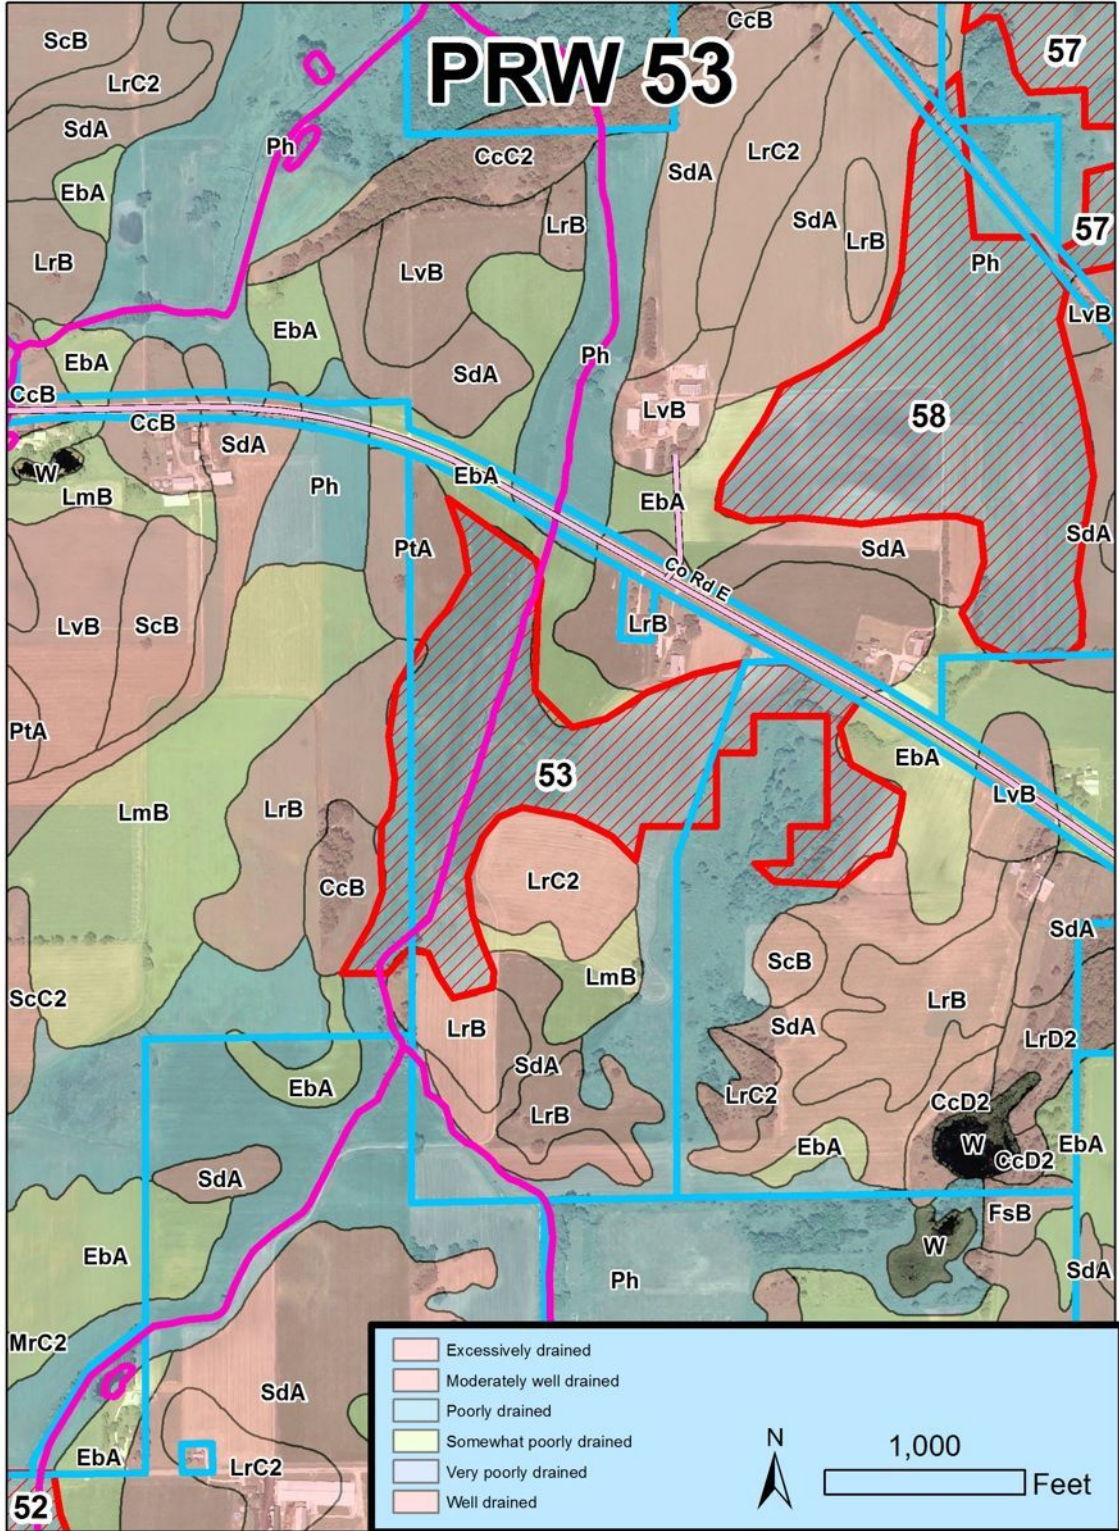 PRW 53
ScB
CcB
57
LrC2
SdA
Ph
CcC2
SdA
LrC2
EbA
SdA
LrB
57
LrB
LrB
LvB
Ph
EbA
LvB
EbA
SdA
Ph
CcB
CcB
SdA
LvB
58
W
LmB
Ph
EbA
EbA
SdA
SdA
PtA
Co Rd E
LvB
ScB
LrB
PtA
53
EbA
LmB
LrB
LvB
CcB
LrC2
SdA
ScC2
ScB
LmB
LrB
LrB
SdA
SdA
LrD2
EbA
LrB
LrC2
CcD2
EbA
W
CcD2
EbA
SdA
FsB
EbA
W
Ph
SdA
MrC2
SdA
EbA
LrC2
52
Excessively drained
Moderately well drained
Poorly drained
Somewhat poorly drained
Very poorly drained
Well drained
N
1,000
Feet